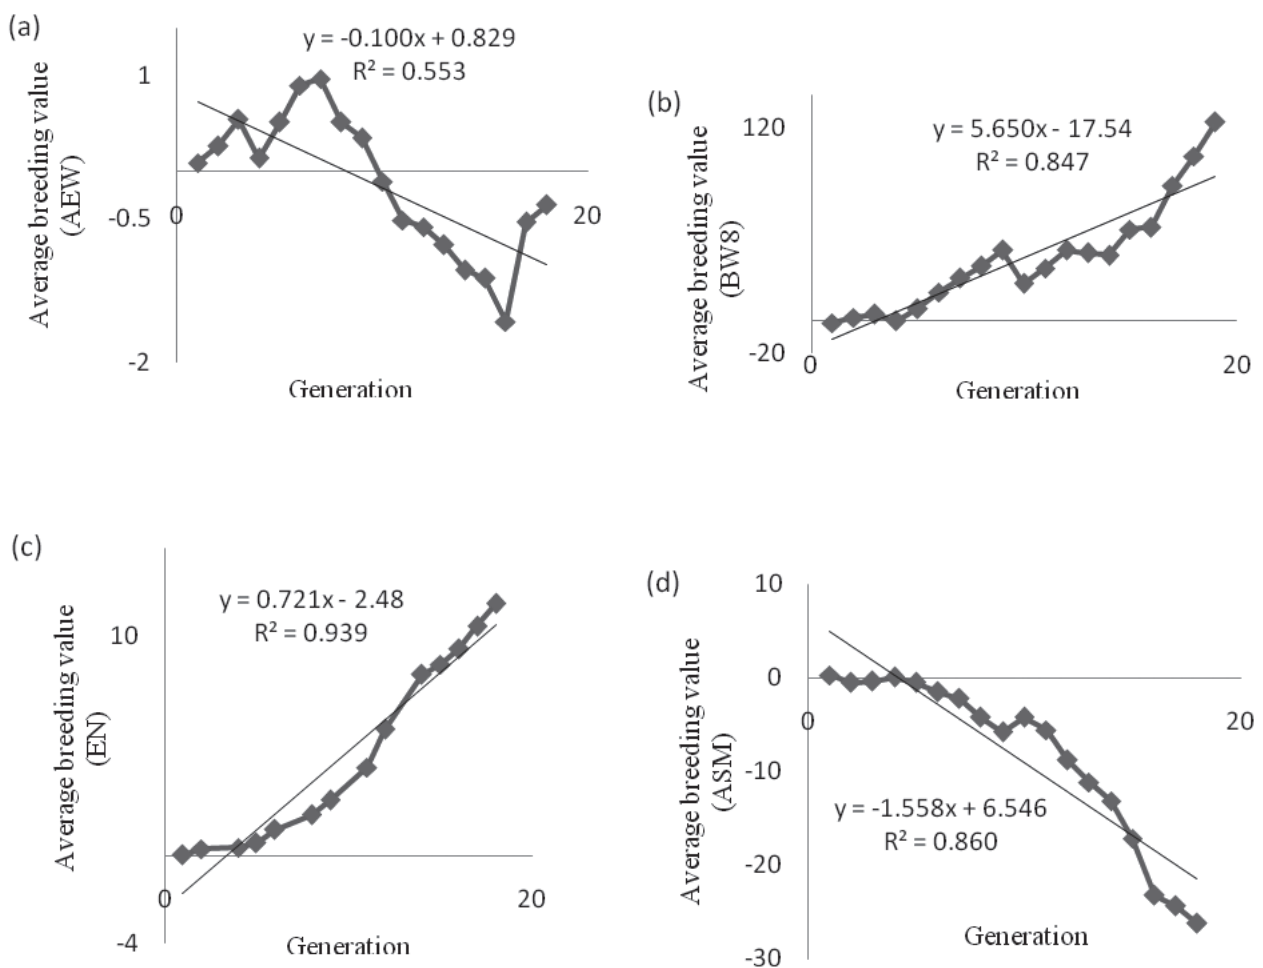 (a)
y = -0.100x + 0.829
R² = 0.553
Average breeding value
(AEW)
1
-0.5
-2
0
20
Generation
(b)
y = 5.650x - 17.54
R² = 0.847
Average breeding value
(BW8)
120
-20
0
20
Generation
(c)
y = 0.721x - 2.48
R² = 0.939
Average breeding value
(EN)
10
-4
0
20
Generation
(d)
Average breeding value
(ASM)
10
0
-10
-20
-30
0
20
y = -1.558x + 6.546
R² = 0.860
Generation